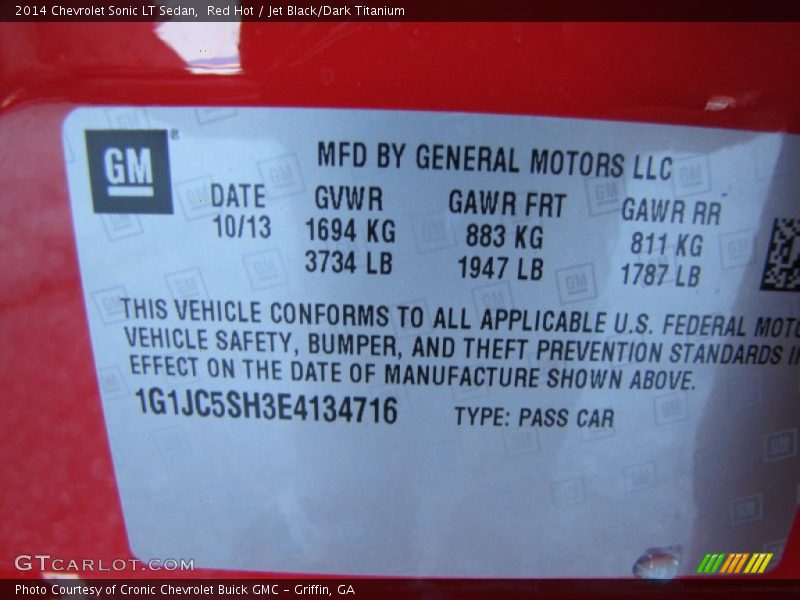 2014 Chevrolet Sonic LT Sedan,  Red Hot / Jet Black/Dark Titanium
GM
MFD BY GENERAL MOTORS LLC
DATE GVWR GAWR FRT GAWR RR
10/13 1694 KG 883 KG 811 KG
3734 LB 1947 LB 1787 LB
THIS VEHICLE CONFORMS TO ALL APPLICABLE U.S. FEDERAL MOTO
VEHICLE SAFETY, BUMPER, AND THEFT PREVENTION STANDARDS IN
EFFECT ON THE DATE OF MANUFACTURE SHOWN ABOVE.
1G1JC5SH3E4134716 TYPE: PASS CAR
GTCARLOT.COM
Photo Courtesy of Cronic Chevrolet Buick GMC – Griffin, GA